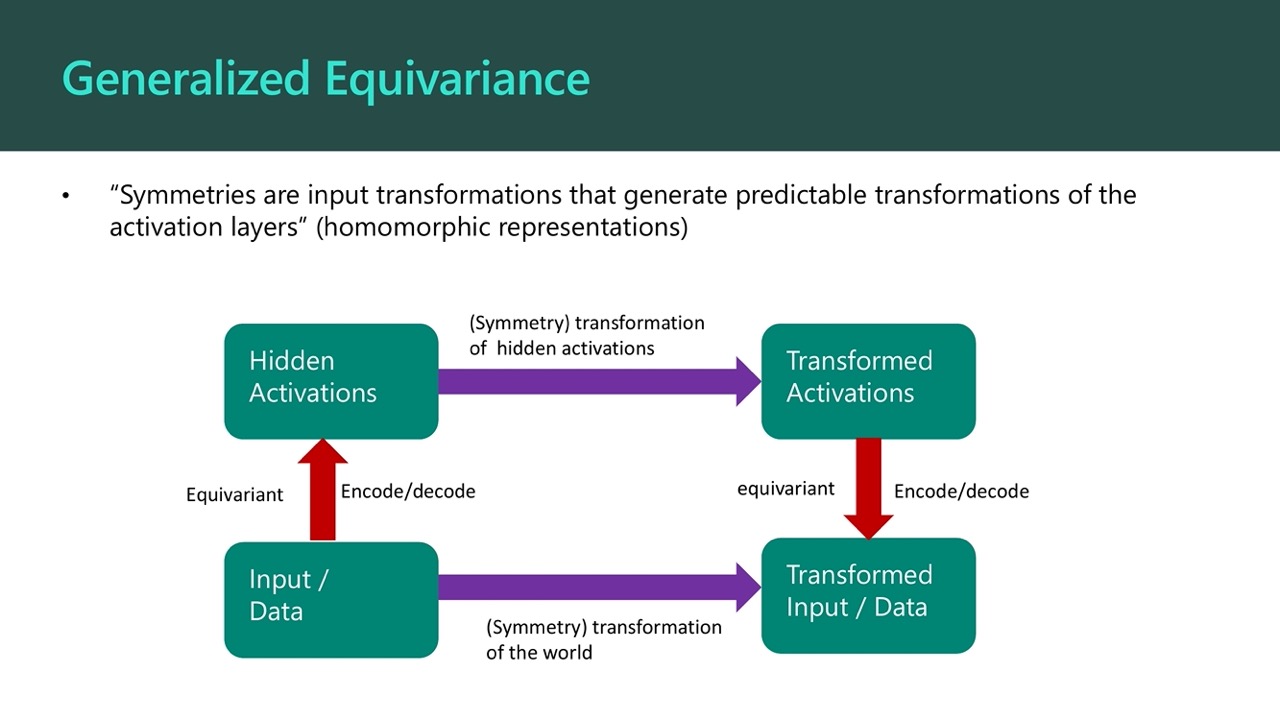 Generalized Equivariance
• “Symmetries are input transformations that generate predictable transformations of the
activation layers” (homomorphic representations)
(Symmetry) transformation
of hidden activations
Hidden
Activations
Transformed
Activations
Equivariant
Encode/decode
equivariant
Encode/decode
Input /
Data
Transformed
Input / Data
(Symmetry) transformation
of the world